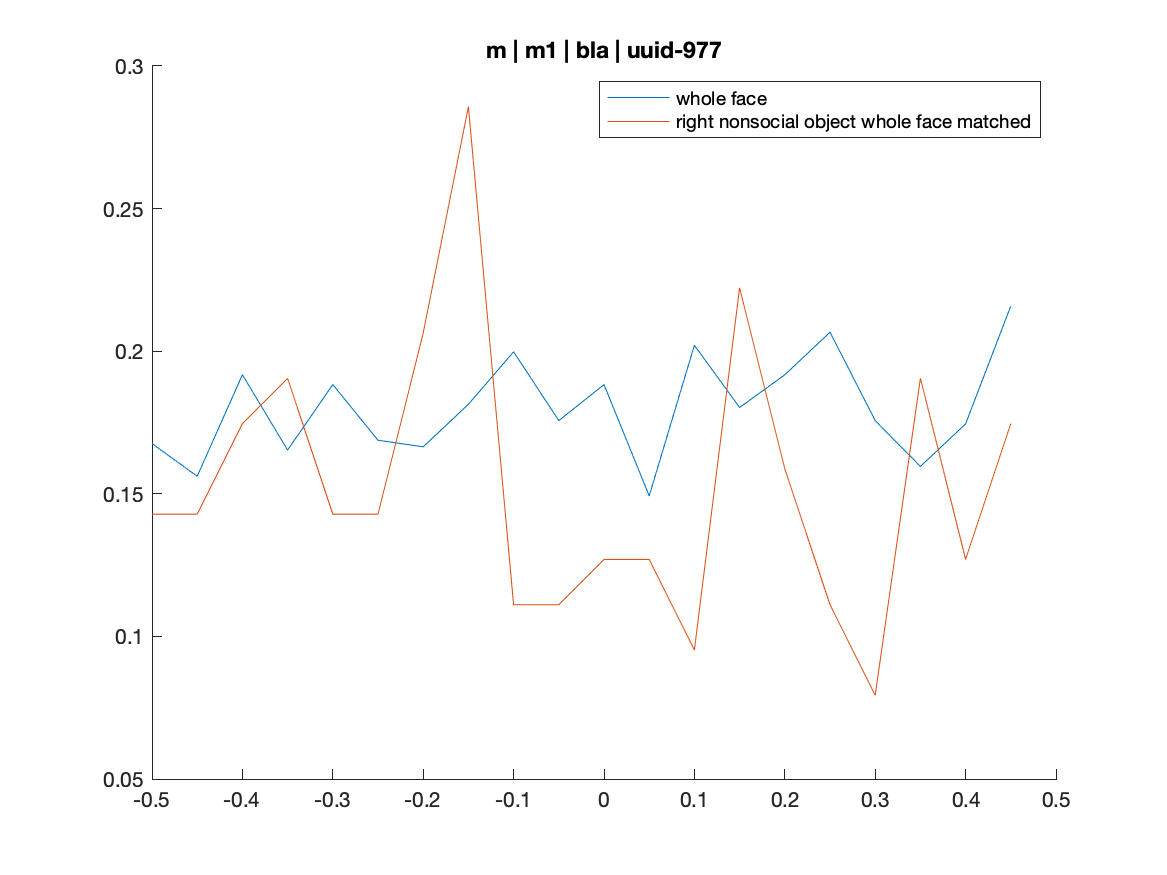 m | m1 | bla | uuid-977
whole face
right nonsocial object whole face matched
0.3
0.25
0.2
0.15
0.1
0.05
-0.5 -0.4 -0.3 -0.2 -0.1 0 0.1 0.2 0.3 0.4 0.5